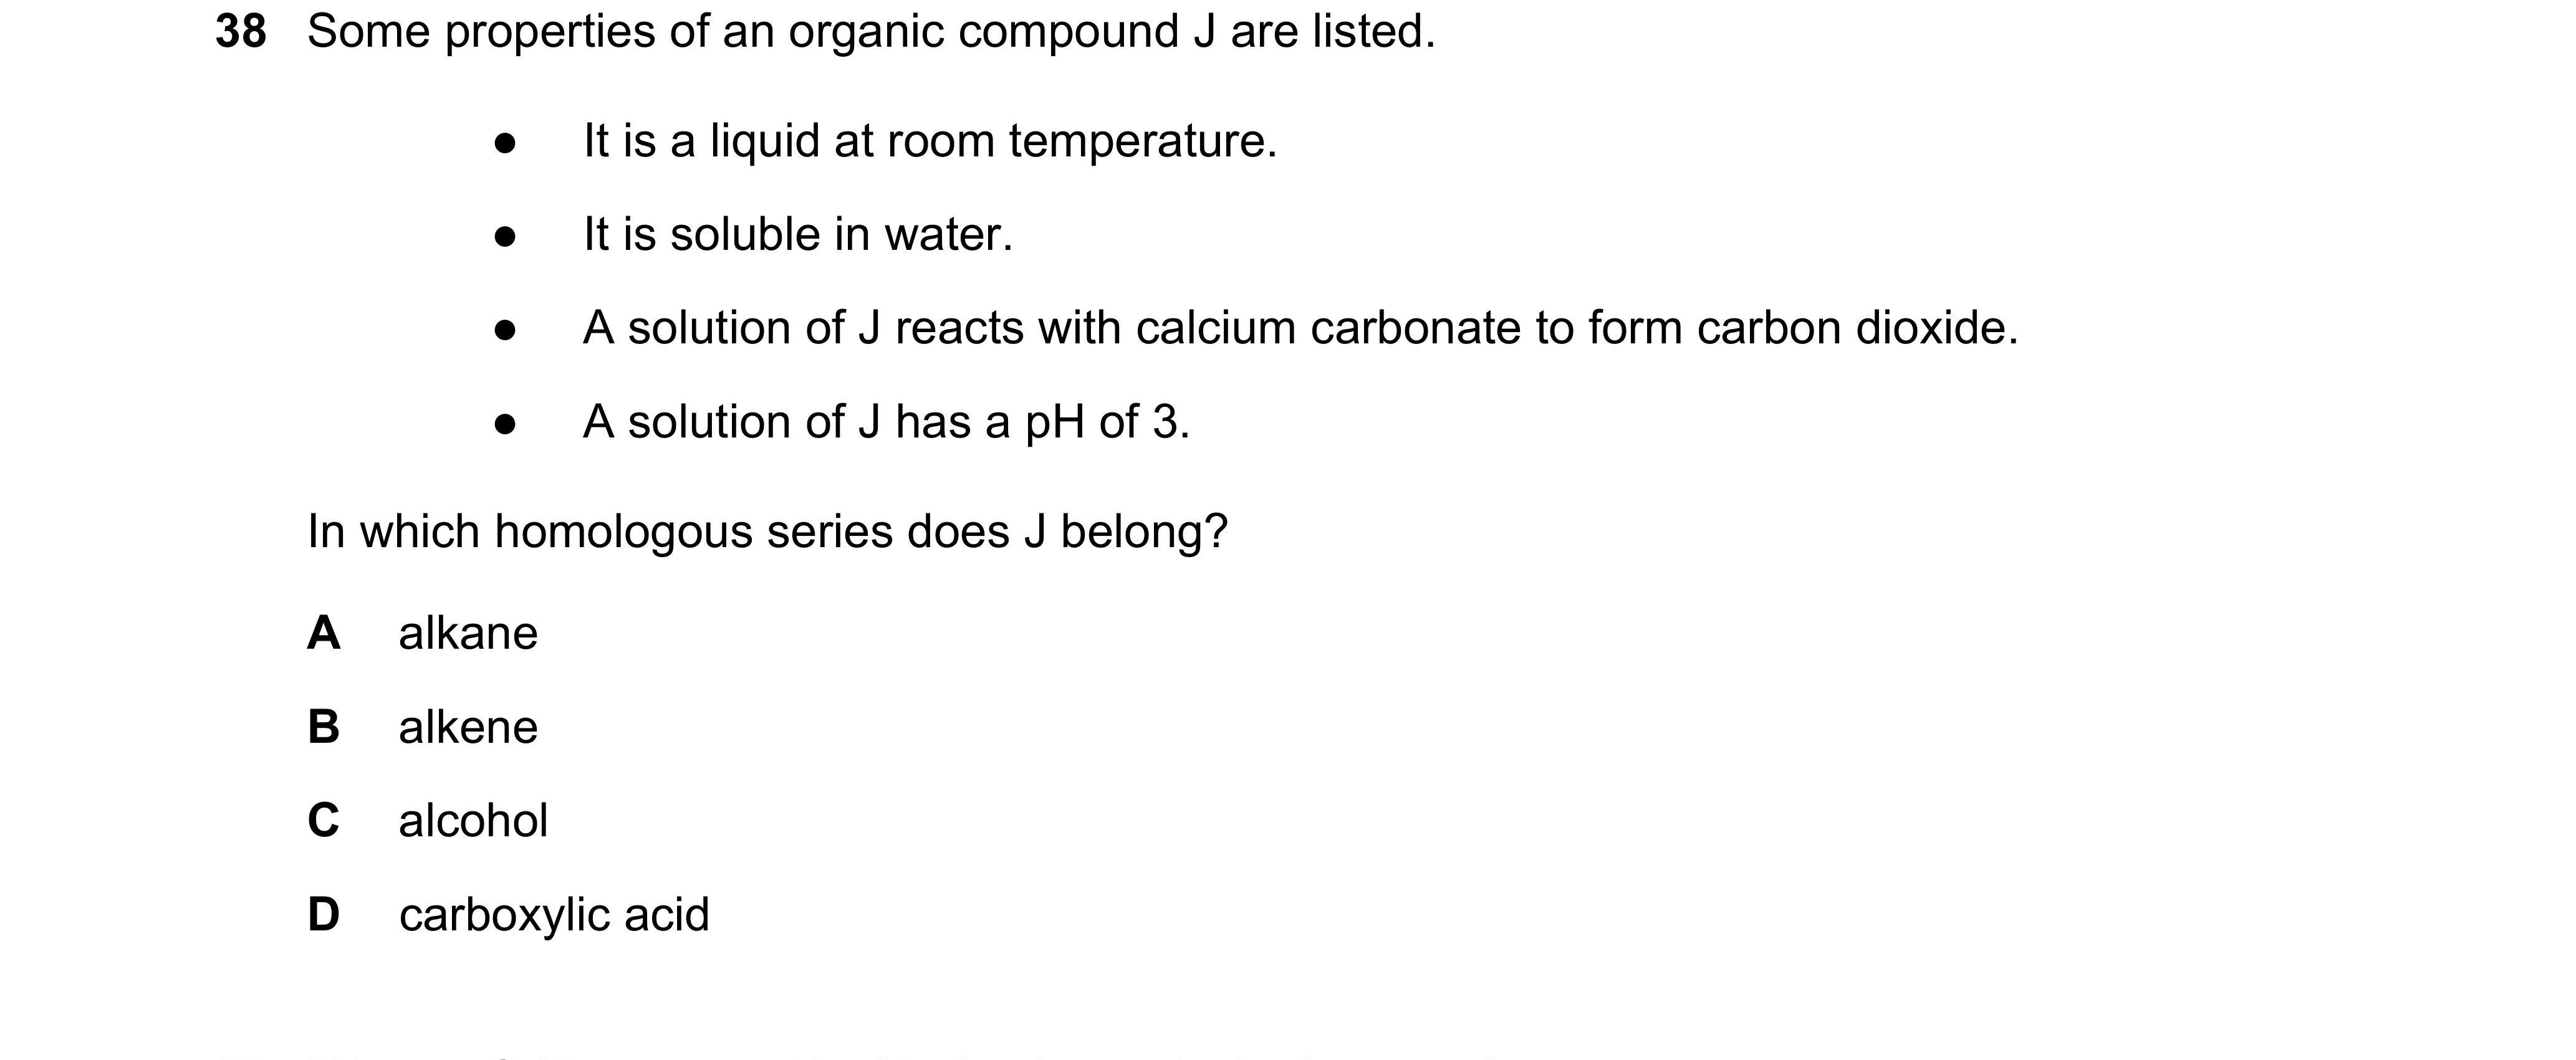 38 Some properties of an organic compound J are listed.
● It is a liquid at room temperature.
● It is soluble in water.
● A solution of J reacts with calcium carbonate to form carbon dioxide.
● A solution of J has a pH of 3.
In which homologous series does J belong?
A alkane
B alkene
C alcohol
D carboxylic acid